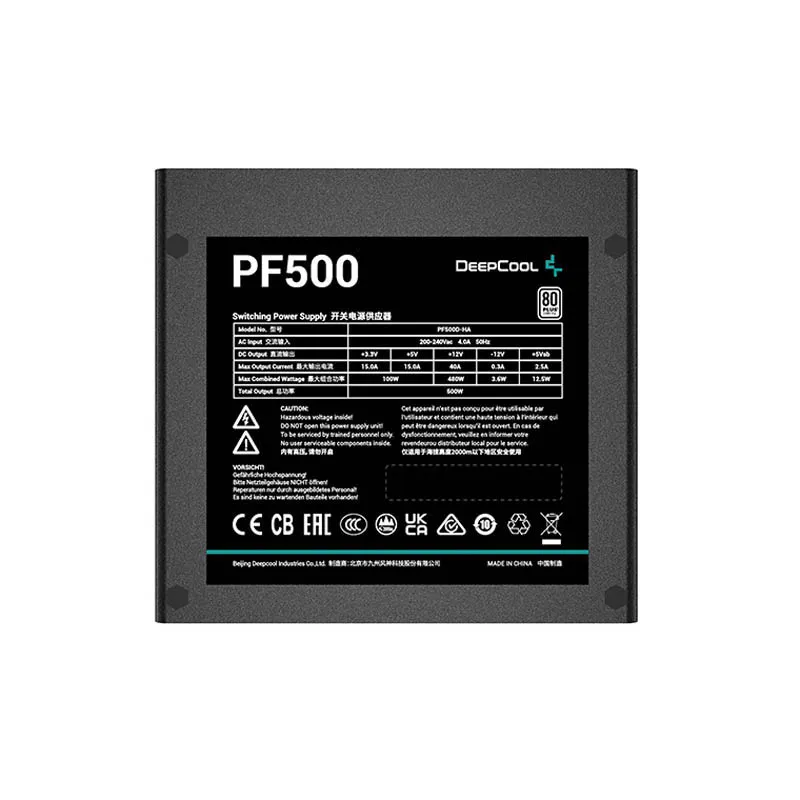 PF500
DEEPCOOL
80
PLUS
Switching Power Supply 开关电源供应器
Model No. 型号 PF500D-HA
AC Input 交流输入 200-240Vac 4.0A 50Hz
DC Output 直流输出 +3.3V +5V +12V -12V +5Vsb
Max Output Current 最大输出电流 15.0A 15.0A 40A 0.3A 2.5A
Max Combined Wattage 最大组合功率 100W 480W 3.6W 12.5W
Total Output 总功率 500W
CAUTION:
Hazardous voltage inside!
DO NOT open this power supply unit!
To be serviced by trained personnel only.
No user serviceable components inside.
内有高压, 请勿开启
Cet appareil n'est pas conçu pour être utilisable par
l'utilisateur et contient une haute tension à l'intérieur qui
peut être dangereux lorsqu'il est ouvert. En cas de
dysfonctionnement, veuillez en informer votre
revendeurou distributeur local pour le service.
仅适用于海拔高度2000m以下地区安全使用
VORSICHT!
Gefährliche Hochspannung!
Bitte Netzteilgehäuse NICHT öffnen!
Reperaturen nur durch ausgebildetes Personal!
Es sind keine zu wartenden Bauteile vorhanden!
CE CB EAC CCC UK CA 10
Beijing Deepcool Industries Co.,Ltd. 制造商: 北京市九州风神科技股份有限公司
MADE IN CHINA 中国制造